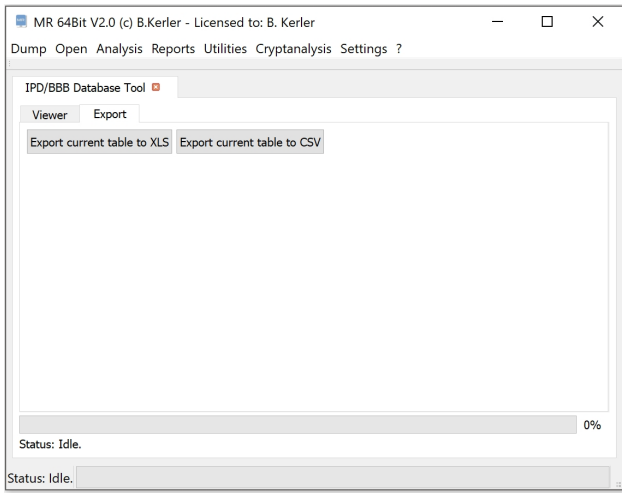 MR 64Bit V2.0 (c) B.Kerler - Licensed to: B. Kerler
Dump Open Analysis Reports Utilities Cryptanalysis Settings ?
IPD/BBB Database Tool
Viewer Export
Export current table to XLS Export current table to CSV
0%
Status: Idle.
Status: Idle.